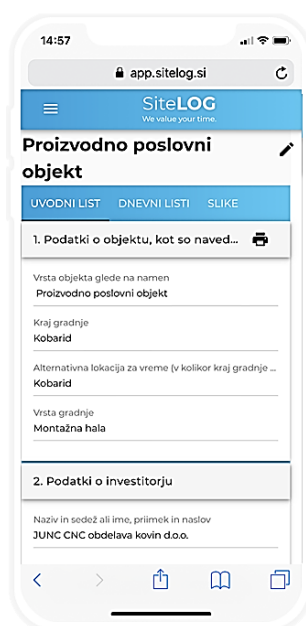 14:57
app.sitelog.si
SiteLOG
We value your time.
Proizvodno poslovni
objekt
UVODNI LIST DNEVNI LISTI SLIKE
1. Podatki o objektu, kot so naved...
Vrsta objekta glede na namen
Proizvodno poslovni objekt
Kraj gradnje
Kobarid
Alternativna lokacija za vreme (v kolikor kraj gradnje ...
Kobarid
Vrsta gradnje
Montažna hala
2. Podatki o investitorju
Naziv in sedež ali ime, priimek in naslov
JUNC CNC obdelava kovin d.o.o.